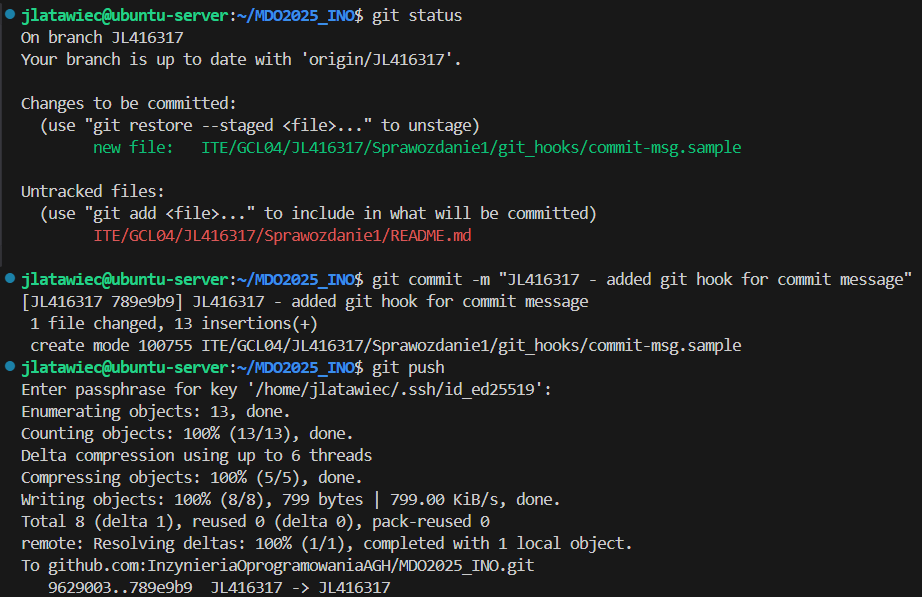 jlatawiec@ubuntu-server:~/MDO2025_INO$ git status
On branch JL416317
Your branch is up to date with 'origin/JL416317'.
Changes to be committed:
  (use "git restore --staged <file>..." to unstage)
        new file:   ITE/GCL04/JL416317/Sprawozdanie1/git_hooks/commit-msg.sample
Untracked files:
  (use "git add <file>..." to include in what will be committed)
        ITE/GCL04/JL416317/Sprawozdanie1/README.md
jlatawiec@ubuntu-server:~/MDO2025_INO$ git commit -m "JL416317 - added git hook for commit message"
[JL416317 789e9b9] JL416317 - added git hook for commit message
 1 file changed, 13 insertions(+)
 create mode 100755 ITE/GCL04/JL416317/Sprawozdanie1/git_hooks/commit-msg.sample
jlatawiec@ubuntu-server:~/MDO2025_INO$ git push
Enter passphrase for key '/home/jlatawiec/.ssh/id_ed25519':
Enumerating objects: 13, done.
Counting objects: 100% (13/13), done.
Delta compression using up to 6 threads
Compressing objects: 100% (5/5), done.
Writing objects: 100% (8/8), 799 bytes | 799.00 KiB/s, done.
Total 8 (delta 1), reused 0 (delta 0), pack-reused 0
remote: Resolving deltas: 100% (1/1), completed with 1 local object.
To github.com:InzynieriaOprogramowaniaAGH/MDO2025_INO.git
   9629003..789e9b9  JL416317 -> JL416317